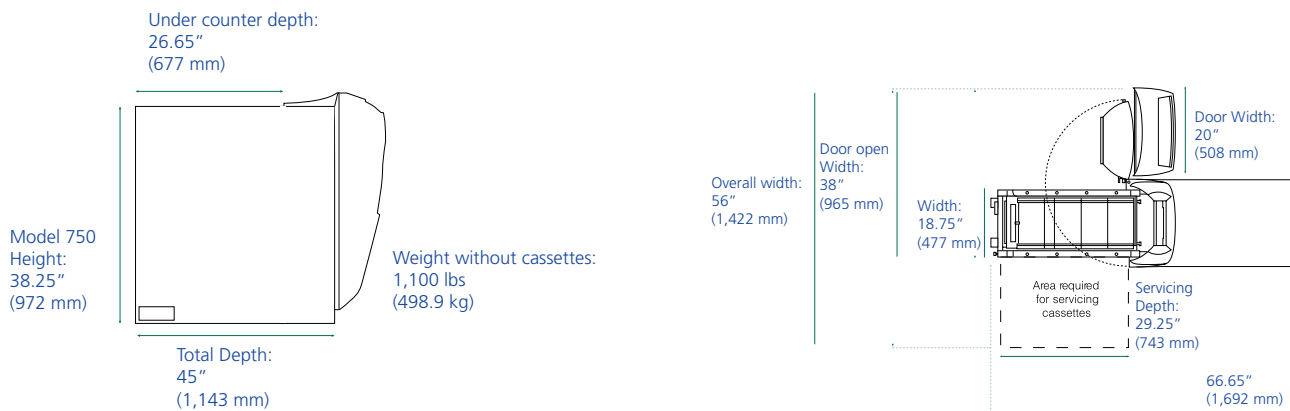 Under counter depth:
26.65”
(677 mm)
Model 750
Height:
38.25”
(972 mm)
Weight without cassettes:
1,100 lbs
(498.9 kg)
Total Depth:
45”
(1,143 mm)
Overall width:
56”
(1,422 mm)
Door open
Width:
38”
(965 mm)
Width:
18.75”
(477 mm)
Door Width:
20”
(508 mm)
Area required
for servicing
cassettes
Servicing
Depth:
29.25”
(743 mm)
66.65”
(1,692 mm)